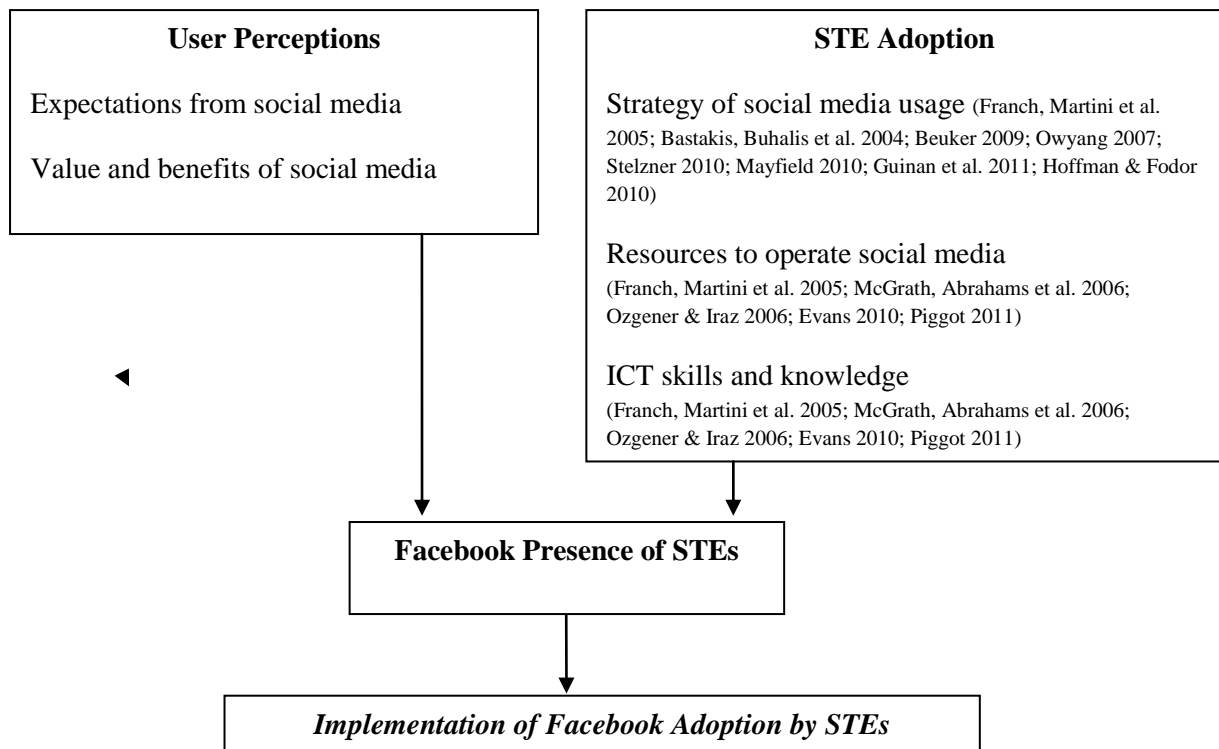 User Perceptions
Expectations from social media
Value and benefits of social media
STE Adoption
Strategy of social media usage (Franch, Martini et al.
2005; Bastakis, Buhalis et al. 2004; Beuker 2009; Owyang 2007;
Stelzner 2010; Mayfield 2010; Guinan et al. 2011; Hoffman & Fodor
2010)
Resources to operate social media
(Franch, Martini et al. 2005; McGrath, Abrahams et al. 2006;
Ozgener & Iraz 2006; Evans 2010; Piggot 2011)
ICT skills and knowledge
(Franch, Martini et al. 2005; McGrath, Abrahams et al. 2006;
Ozgener & Iraz 2006; Evans 2010; Piggot 2011)
Facebook Presence of STEs
Implementation of Facebook Adoption by STEs